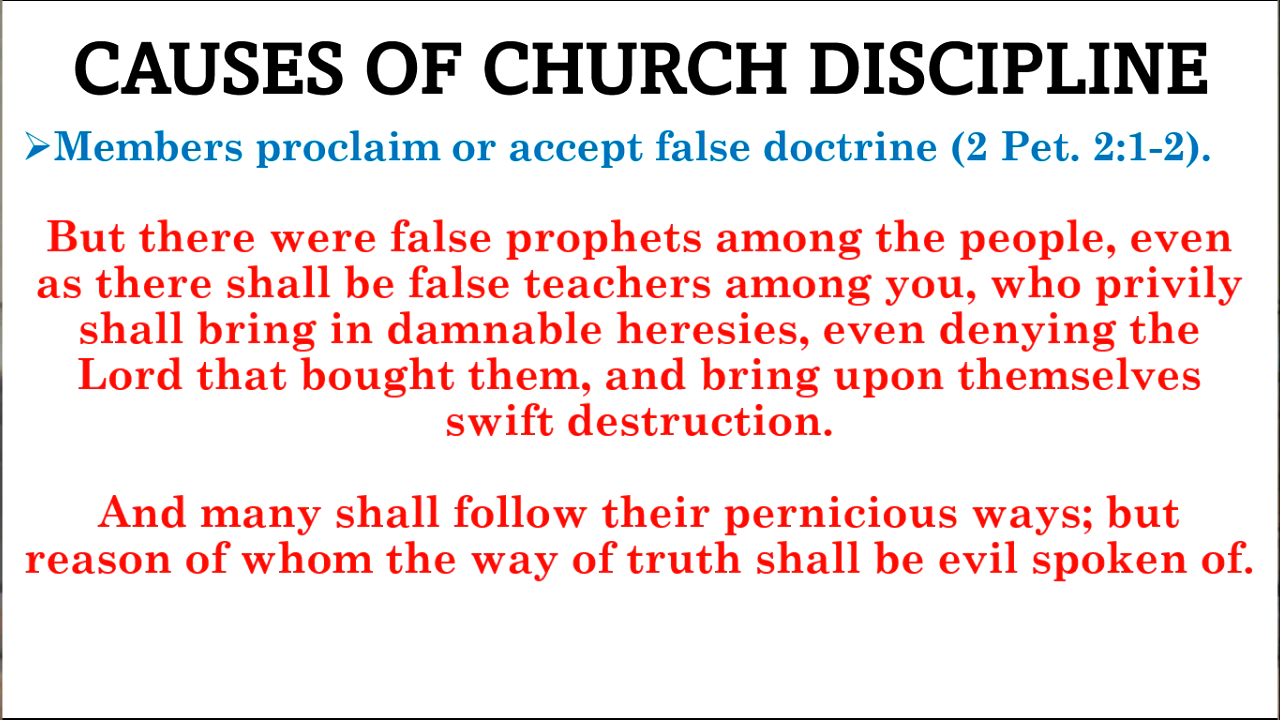 CAUSES OF CHURCH DISCIPLINE
➢Members proclaim or accept false doctrine (2 Pet. 2:1-2).
But there were false prophets among the people, even
as there shall be false teachers among you, who privily
shall bring in damnable heresies, even denying the
Lord that bought them, and bring upon themselves
swift destruction.
And many shall follow their pernicious ways; but
reason of whom the way of truth shall be evil spoken of.